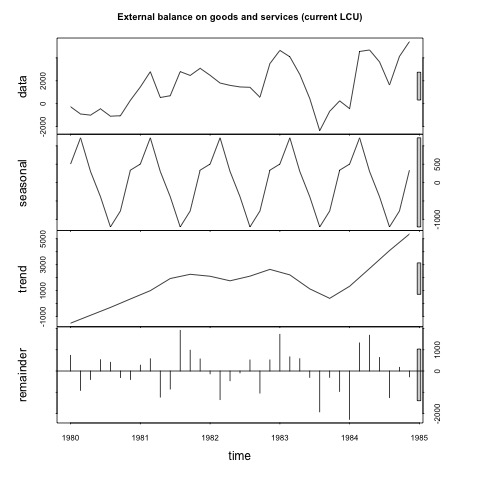 External balance on goods and services (current LCU)
data
-2000 0 2000
seasonal
-1000 0 500
trend
-1000 1000 3000 5000
remainder
-2000 0 1000
1980 1981 1982 1983 1984 1985
time